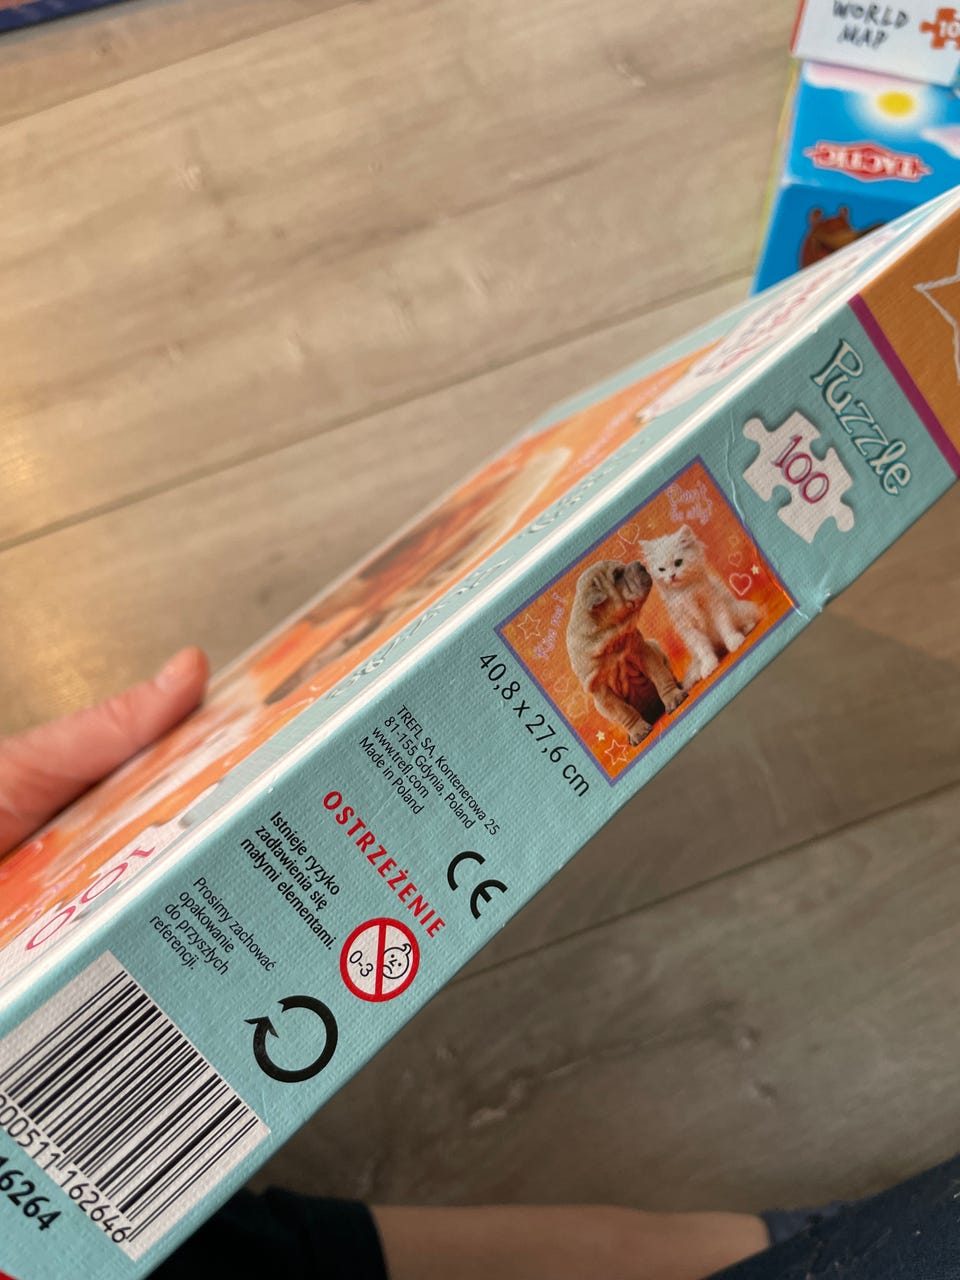 WORLD
MAP
TACTIC
Puzzle
100
40,8 x 27,6 cm
TREFL SA, Kontenerowa 25
81-155 Gdynia, Poland
www.trefl.com
Made in Poland
CE
OSTRZEŻENIE
Istnieje ryzyko
zadławienia się
małymi elementami.
0-3
Prosimy zachować
opakowanie
do przyszłych
referencji.
100